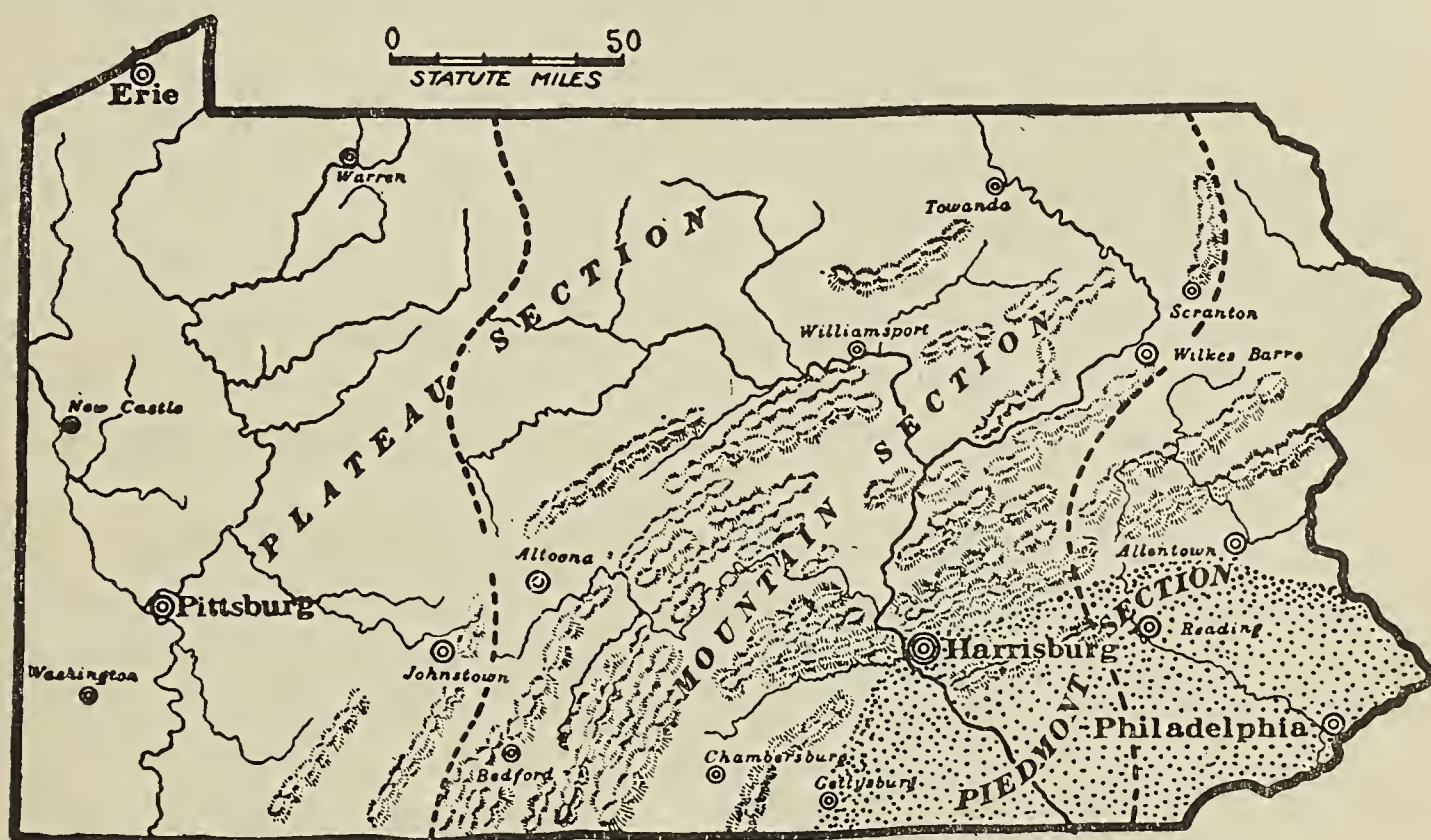 0 50
STATUTE MILES
Erie
Warren
Towanda
PLATEAU SECTION
Scranton
Williamsport
Wilkes Barre
New Castle
MOUNTAIN SECTION
Altoona
Allentown
Pittsburg
Harrisburg
Reading
Johnstown
Washington
PIEDMONT SECTION
Philadelphia
Bedford
Chambersburg
Gettysburg